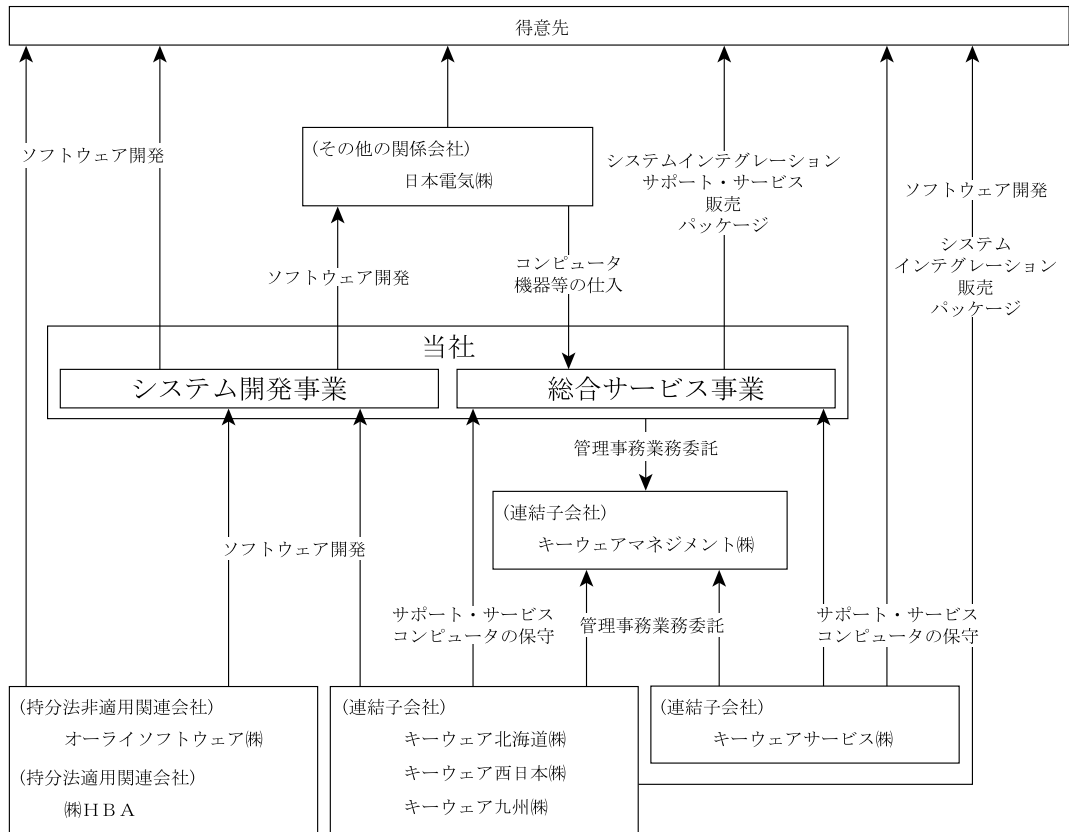 得意先
ソフトウェア開発
(その他の関係会社)
日本電気㈱
システムインテグレーション
サポート・サービス
販売
パッケージ
ソフトウェア開発
システム
インテグレーション
販売
パッケージ
ソフトウェア開発
コンピュータ
機器等の仕入
当社
システム開発事業
総合サービス事業
管理事務業務委託
(連結子会社)
キーウェアマネジメント㈱
ソフトウェア開発
サポート・サービス
コンピュータの保守
管理事務業務委託
サポート・サービス
コンピュータの保守
(持分法非適用関連会社)
オーライソフトウェア㈱
(持分法適用関連会社)
㈱ＨＢＡ
(連結子会社)
キーウェア北海道㈱
キーウェア西日本㈱
キーウェア九州㈱
(連結子会社)
キーウェアサービス㈱